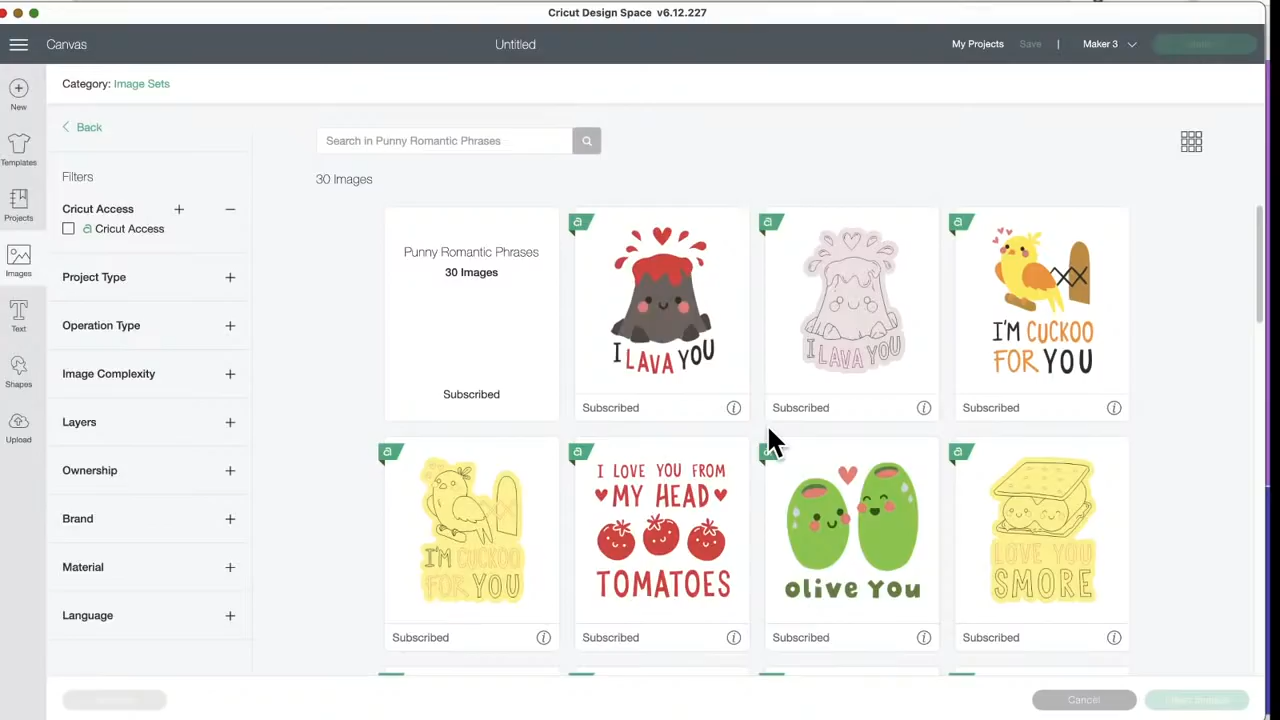 Cricut Design Space v6.12.227
Canvas
Untitled
My Projects
Save
|
Maker 3
Category: Image Sets
New
Templates
Projects
Images
Text
Shapes
Upload
Back
Filters
Cricut Access
a Cricut Access
Project Type
Operation Type
Image Complexity
Layers
Ownership
Brand
Material
Language
Search in Punny Romantic Phrases
30 Images
Punny Romantic Phrases
30 Images
Subscribed
a
I LAVA YOU
Subscribed
a
I LAVA YOU
Subscribed
a
I'M CUCKOO
FOR YOU
Subscribed
a
I'M CUCKOO
FOR YOU
Subscribed
a
I LOVE YOU FROM
MY HEAD
TOMATOES
Subscribed
Olive You
Subscribed
a
LOVE YOU
SMORE
Subscribed
Cancel